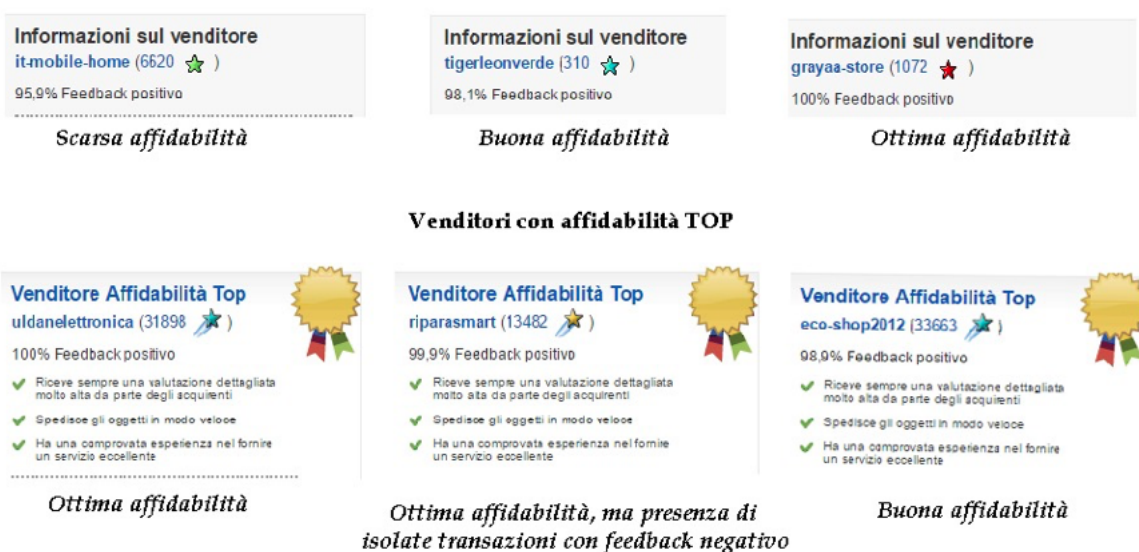 Informazioni sul venditore
it-mobile-home (6620 )
95,9% Feedback positivo
Scarsa affidabilità
Informazioni sul venditore
tigerleonverde (310 )
98,1% Feedback positivo
Buona affidabilità
Informazioni sul venditore
grayaa-store (1072 )
100% Feedback positivo
Ottima affidabilità
Venditori con affidabilità TOP
Venditore Affidabilità Top
uldanelettronica (31898 )
100% Feedback positivo
Riceve sempre una valutazione dettagliata
molto alta da parte degli acquirenti
Spedisce gli oggetti in modo veloce
Ha una comprovata esperienza nel fornire
un servizio eccellente
Ottima affidabilità
Venditore Affidabilità Top
riparasmart (13482 )
99,9% Feedback positivo
Riceve sempre una valutazione dettagliata
molto alta da parte degli acquirenti
Spedisce gli oggetti in modo veloce
Ha una comprovata esperienza nel fornire
un servizio eccellente
Ottima affidabilità, ma presenza di
isolate transazioni con feedback negativo
Venditore Affidabilità Top
eco-shop2012 (33663 )
98,9% Feedback positivo
Riceve sempre una valutazione dettagliata
molto alta da parte degli acquirenti
Spedisce gli oggetti in modo veloce
Ha una comprovata esperienza nel fornire
un servizio eccellente
Buona affidabilità